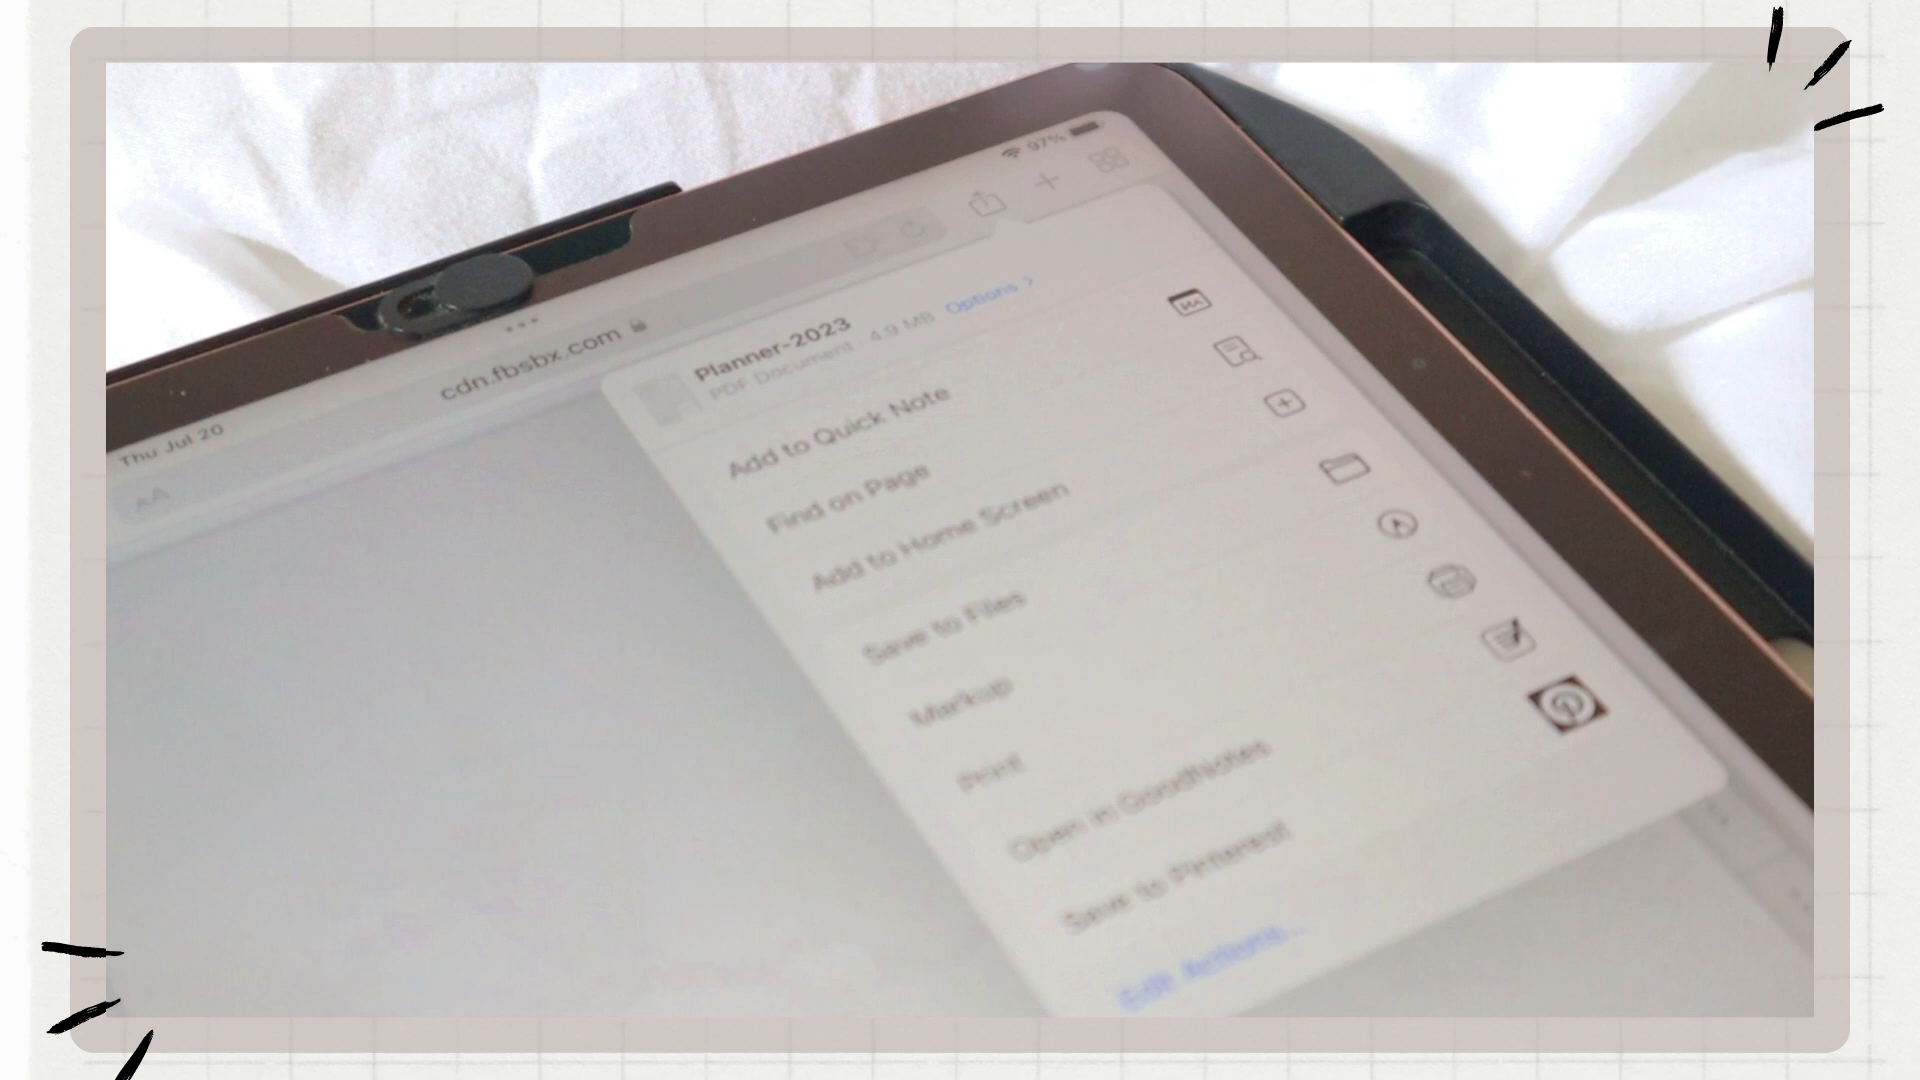 97%
cdn.fbsbx.com
Thu Jul 20
AA
Planner-2023
PDF Document · 4.9 MB Options >
Add to Quick Note
Find on Page
Add to Home Screen
Save to Files
Markup
Print
Open in GoodNotes
Save to Pinterest
Edit Actions...